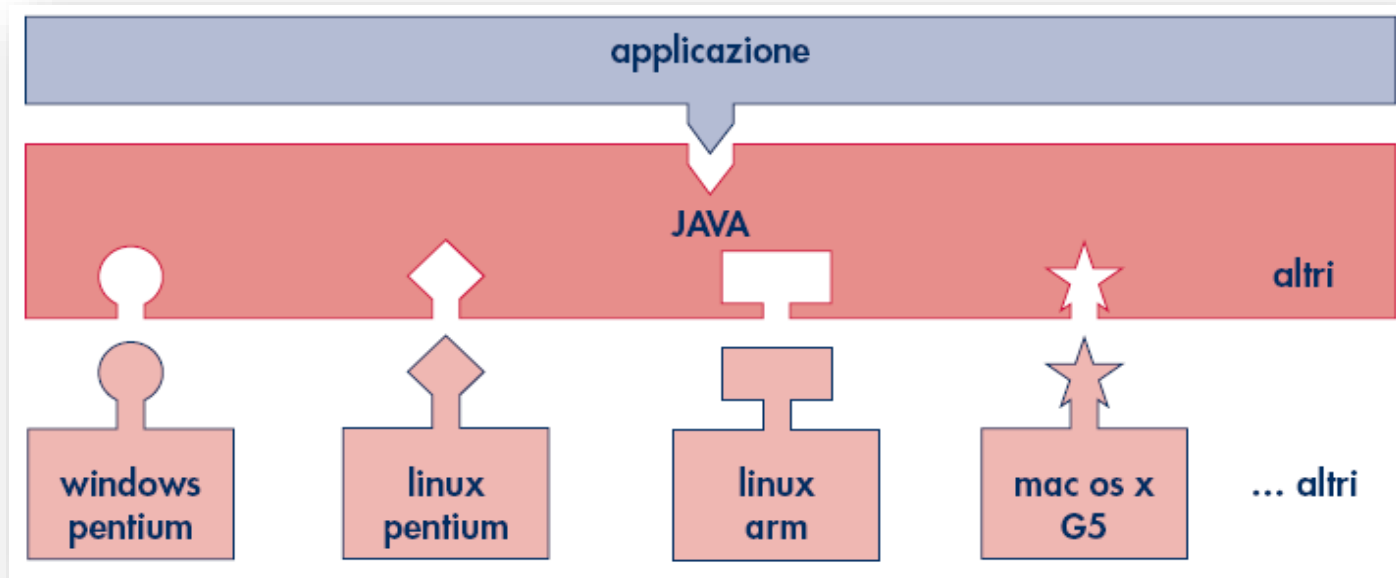 applicazione
JAVA
altri
windows
pentium
linux
pentium
linux
arm
mac os x
G5
... altri